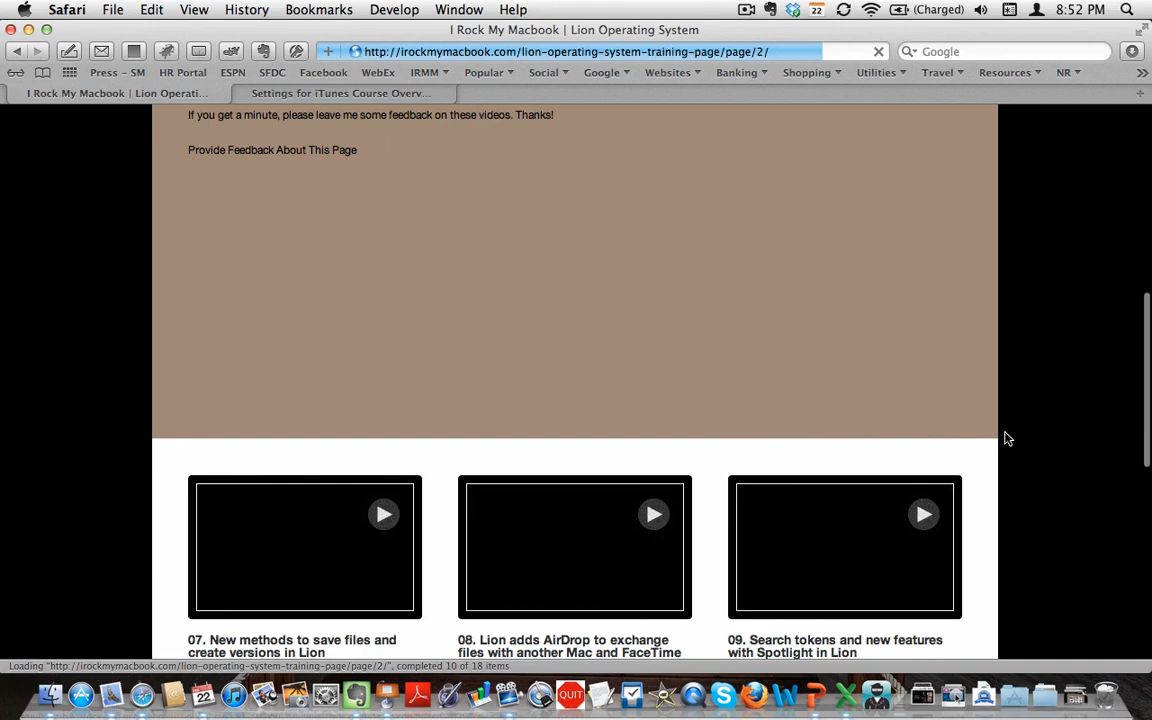 Safari File Edit View History Bookmarks Develop Window Help 22 (Charged) 8:52 PM
I Rock My Macbook | Lion Operating System
http://irockmymacbook.com/lion-operating-system-training-page/page/2/ Google
Press - SM HR Portal ESPN SFDC Facebook WebEx IRMM Popular Social Google Websites Banking Shopping Utilities Travel Resources NR
I Rock My Macbook | Lion Operati... Settings for iTunes Course Overv...
If you get a minute, please leave me some feedback on these videos. Thanks!
Provide Feedback About This Page
07. New methods to save files and
create versions in Lion
08. Lion adds AirDrop to exchange
files with another Mac and FaceTime
09. Search tokens and new features
with Spotlight in Lion
Loading "http://irockmymacbook.com/lion-operating-system-training-page/page/2/", completed 10 of 18 items
22 QUIT